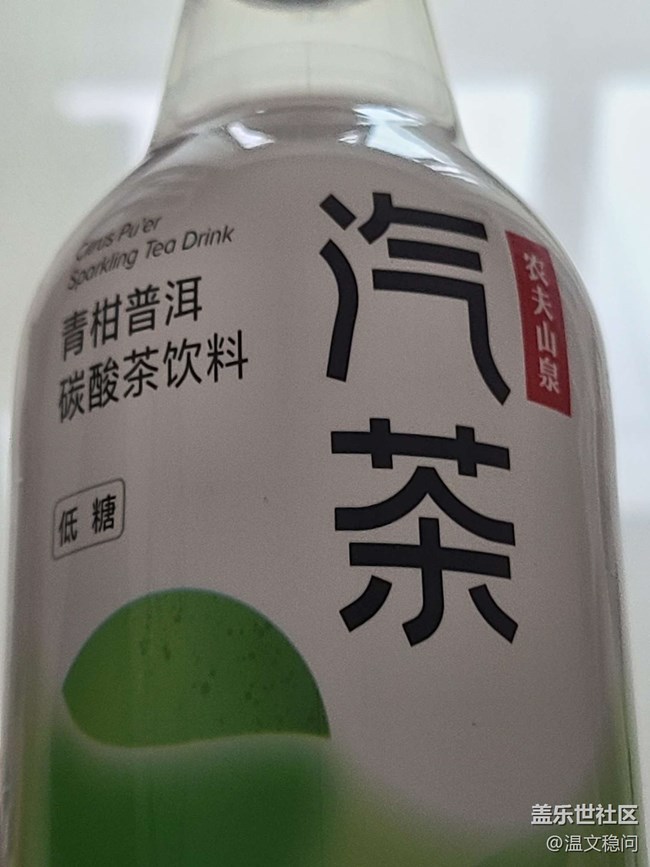 Citrus Pu'er
Sparkling Tea Drink
青柑普洱
碳酸茶饮料
低糖
汽茶
农夫山泉
盖乐世社区
@温文稳问